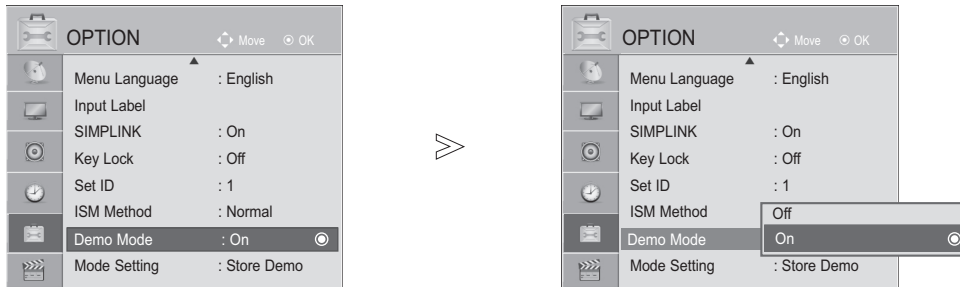 OPTION
Move OK
Menu Language : English
Input Label
SIMPLINK : On
Key Lock : Off
Set ID : 1
ISM Method : Normal
Demo Mode : On
Mode Setting : Store Demo
OPTION
Move OK
Menu Language : English
Input Label
SIMPLINK : On
Key Lock : Off
Set ID : 1
ISM Method
Off
Demo Mode
On
Mode Setting : Store Demo